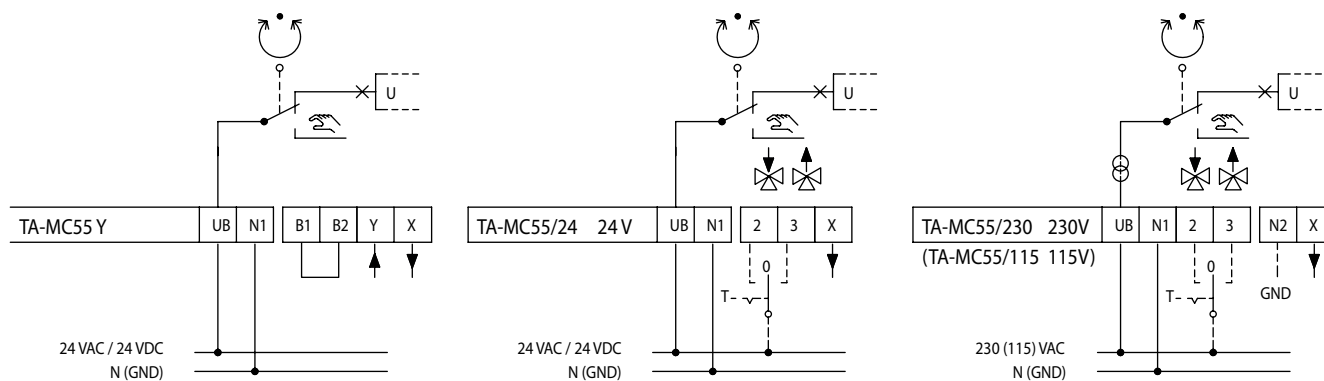 U
TA-MC55 Y
UB
N1
B1
B2
Y
X
24 VAC / 24 VDC
N (GND)
U
TA-MC55/24 24 V
UB
N1
2
3
X
0
T
24 VAC / 24 VDC
N (GND)
U
TA-MC55/230 230V
(TA-MC55/115 115V)
UB
N1
2
3
N2
X
0
T
GND
230 (115) VAC
N (GND)